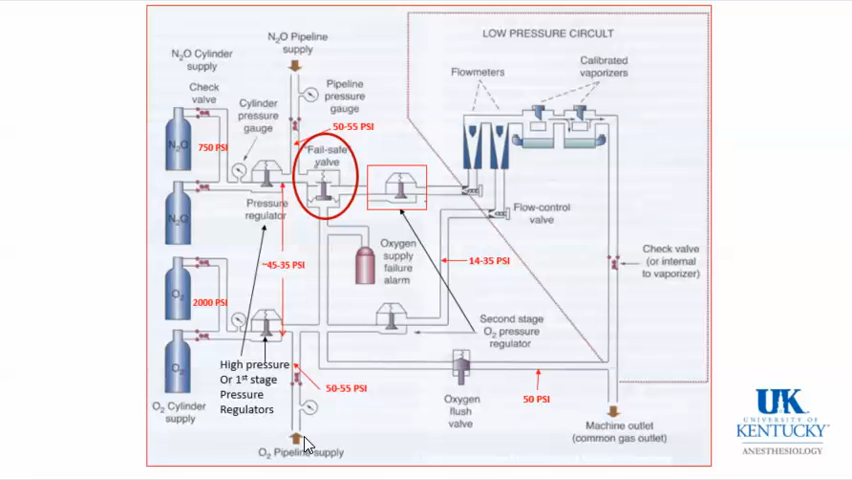 N₂O Pipeline
supply
LOW PRESSURE CIRCUIT
N₂O Cylinder
supply
Calibrated
vaporizers
Flowmeters
Check
valve
Pipeline
pressure
gauge
Cylinder
pressure
gauge
50-55 PSI
750 PSI
N₂O
"Fail-safe"
valve
N₂O
Pressure
regulator
Flow-control
valve
Oxygen
supply
failure
alarm
~45-35 PSI
14-35 PSI
Check valve
(or internal
to vaporizer)
O₂
2000 PSI
Second stage
O₂ pressure
regulator
O₂
High pressure
Or 1st stage
Pressure
Regulators
50-55 PSI
50 PSI
O₂ Cylinder
supply
Oxygen
flush
valve
Machine outlet
(common gas outlet)
O₂ Pipeline supply
UK
UNIVERSITY OF
KENTUCKY
ANESTHESIOLOGY